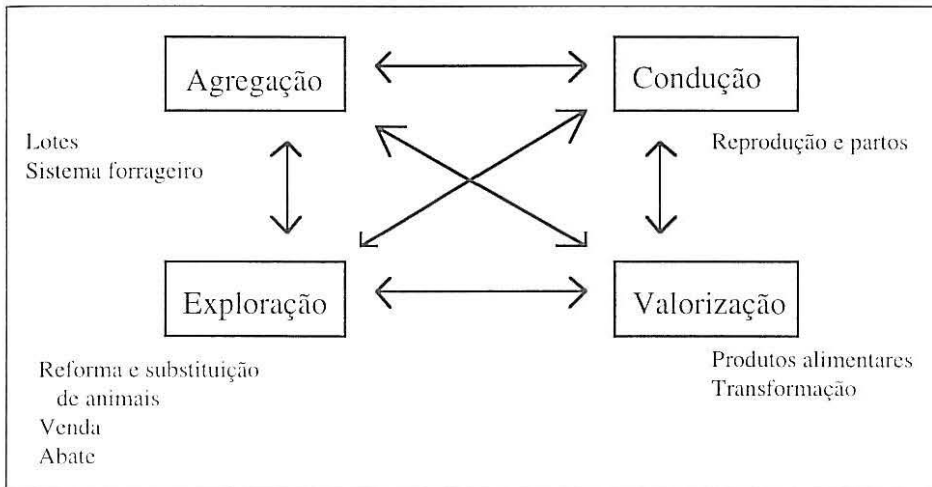 Agregação
Condução
Lotes
Sistema forrageiro
Reprodução e partos
Exploração
Valorização
Reforma e substituição
de animais
Venda
Abate
Produtos alimentares
Transformação